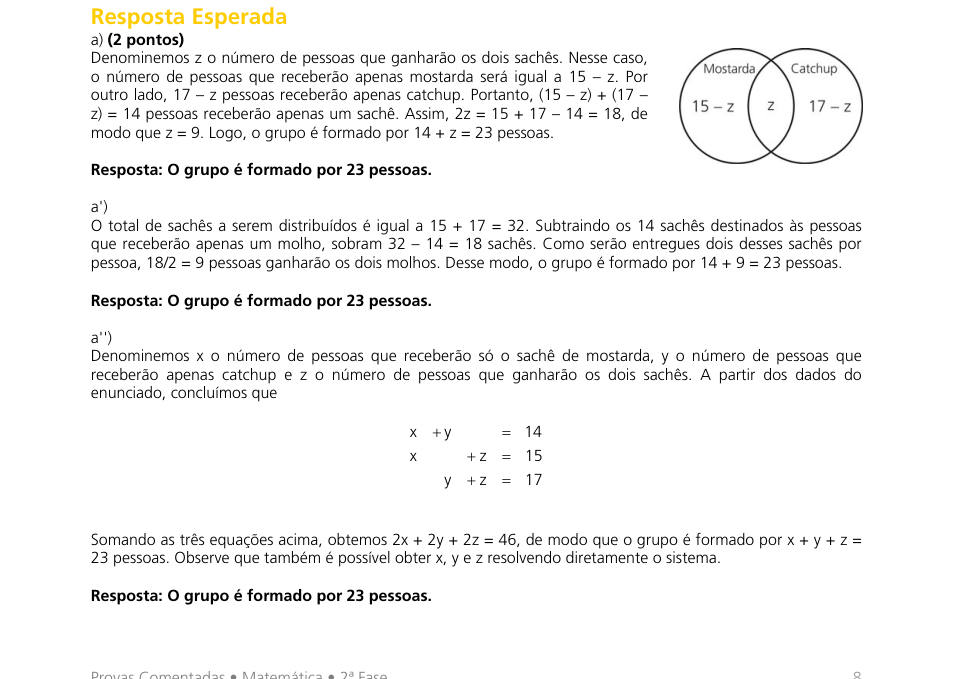 Resposta Esperada
a) (2 pontos)
Denominemos z o número de pessoas que ganharão os dois sachês. Nesse caso,
o número de pessoas que receberão apenas mostarda será igual a 15 – z. Por
outro lado, 17 – z pessoas receberão apenas catchup. Portanto, (15 – z) + (17 –
z) = 14 pessoas receberão apenas um sachê. Assim, 2z = 15 + 17 – 14 = 18, de
modo que z = 9. Logo, o grupo é formado por 14 + z = 23 pessoas.
Mostarda Catchup
15 – z z 17 – z
Resposta: O grupo é formado por 23 pessoas.
a')
O total de sachês a serem distribuídos é igual a 15 + 17 = 32. Subtraindo os 14 sachês destinados às pessoas
que receberão apenas um molho, sobram 32 – 14 = 18 sachês. Como serão entregues dois desses sachês por
pessoa, 18/2 = 9 pessoas ganharão os dois molhos. Desse modo, o grupo é formado por 14 + 9 = 23 pessoas.
Resposta: O grupo é formado por 23 pessoas.
a'')
Denominemos x o número de pessoas que receberão só o sachê de mostarda, y o número de pessoas que
receberão apenas catchup e z o número de pessoas que ganharão os dois sachês. A partir dos dados do
enunciado, concluímos que
x + y = 14
x + z = 15
y + z = 17
Somando as três equações acima, obtemos 2x + 2y + 2z = 46, de modo que o grupo é formado por x + y + z =
23 pessoas. Observe que também é possível obter x, y e z resolvendo diretamente o sistema.
Resposta: O grupo é formado por 23 pessoas.
Provas Comentadas • Matemática • 2ª Fase 8